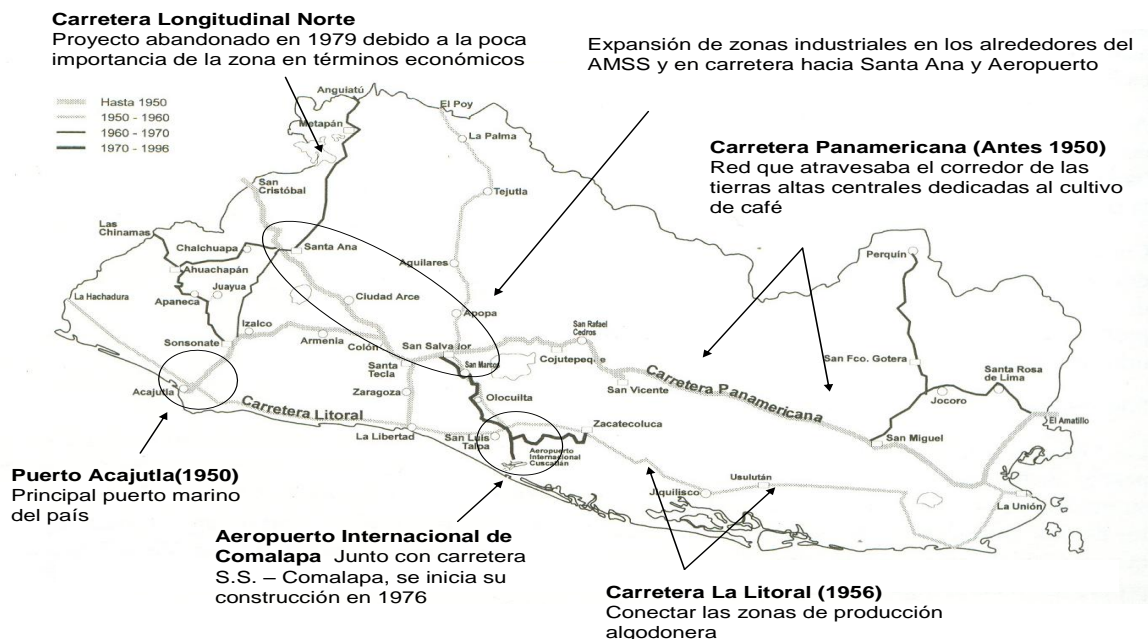 Carretera Longitudinal Norte
Proyecto abandonado en 1979 debido a la poca
importancia de la zona en términos económicos
Expansión de zonas industriales en los alrededores del
AMSS y en carretera hacia Santa Ana y Aeropuerto
Hasta 1950
1950 - 1960
1960 - 1970
1970 - 1996
Carretera Panamericana (Antes 1950)
Red que atravesaba el corredor de las
tierras altas centrales dedicadas al cultivo
de café
Anguiatú
Metapán
El Poy
La Palma
Tejutla
San
Cristóbal
Las
Chinamas
Chalchuapa
Santa Ana
Ahuachapán
Juayua
Apaneca
La Hachadura
Aguilares
Ciudad Arce
Apopa
Perquín
Izalco
Sonsonate
Armenia
Colón
San Salvador
San Rafael
Cedros
Cojutepeque
San Marcos
Santa
Tecla
Zaragoza
San Vicente
Carretera Panamericana
San Fco. Gotera
Santa Rosa
de Lima
Jocoro
Acajutla
Carretera Litoral
Olocuilta
La Libertad
San Luis
Talpa
Zacatecoluca
Aeropuerto
Internacional
Cuscatlán
San Miguel
El Amatillo
Jiquilisco
Usulután
La Unión
Puerto Acajutla(1950)
Principal puerto marino
del país
Aeropuerto Internacional de
Comalapa Junto con carretera
S.S. – Comalapa, se inicia su
construcción en 1976
Carretera La Litoral (1956)
Conectar las zonas de producción
algodonera